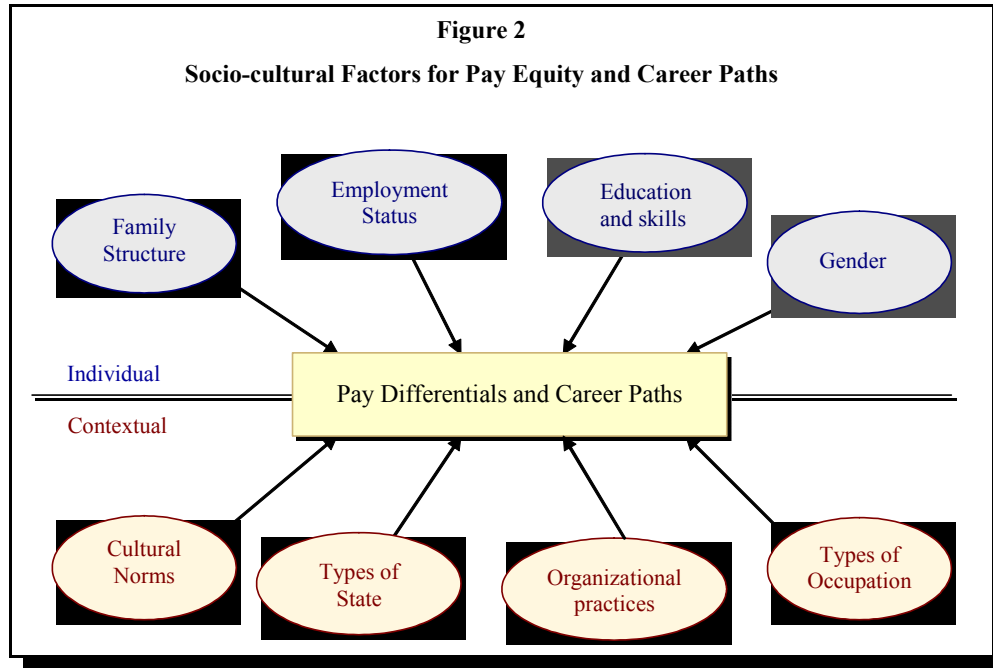 Figure 2
Socio-cultural Factors for Pay Equity and Career Paths
Family
Structure
Employment
Status
Education
and skills
Gender
Individual
Pay Differentials and Career Paths
Contextual
Cultural
Norms
Types of
State
Organizational
practices
Types of
Occupation